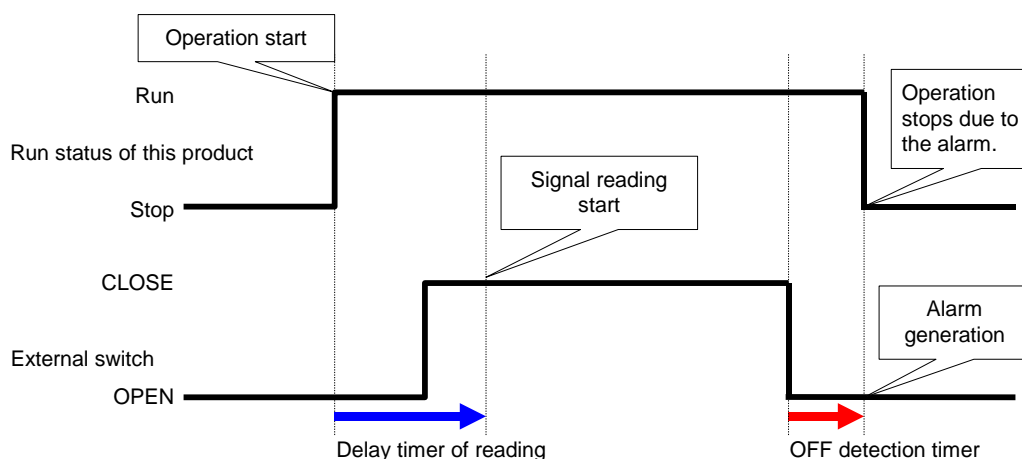 Operation start
Run
Operation
stops due to
the alarm.
Run status of this product
Signal reading
start
Stop
CLOSE
Alarm
generation
External switch
OPEN
Delay timer of reading
OFF detection timer